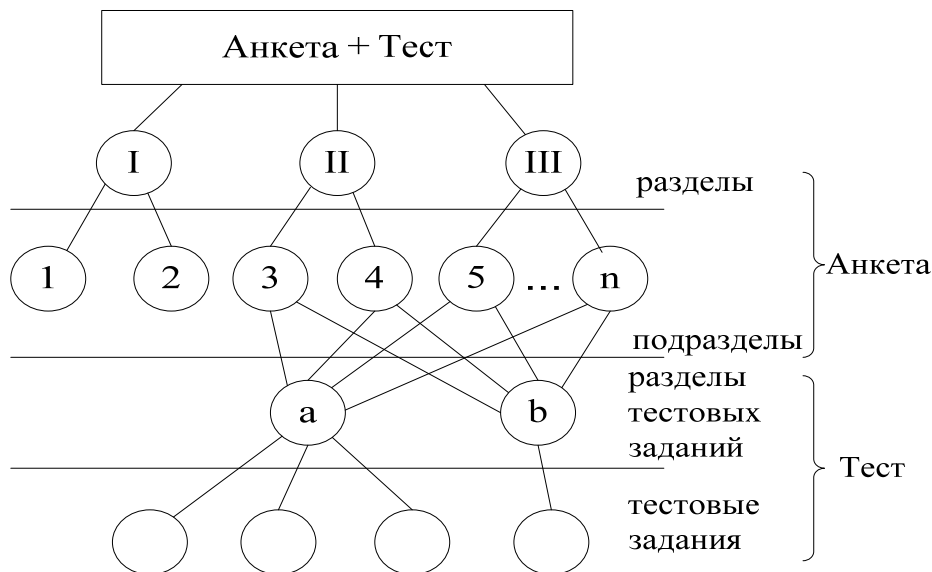 Анкета + Тест
I II III
разделы
1 2 3 4 5 ... n
Анкета
подразделы
разделы
a b тестовых
заданий
Тест
тестовые
задания